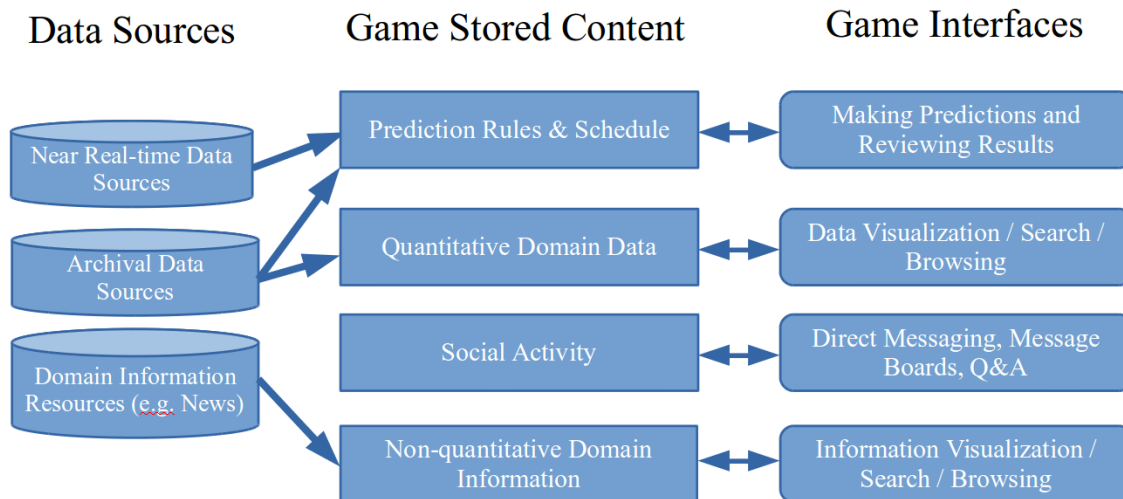 Data Sources
Game Stored Content
Game Interfaces
Near Real-time Data
Sources
Archival Data
Sources
Domain Information
Resources (e.g. News)
Prediction Rules & Schedule
Quantitative Domain Data
Social Activity
Non-quantitative Domain
Information
Making Predictions and
Reviewing Results
Data Visualization / Search /
Browsing
Direct Messaging, Message
Boards, Q&A
Information Visualization /
Search / Browsing